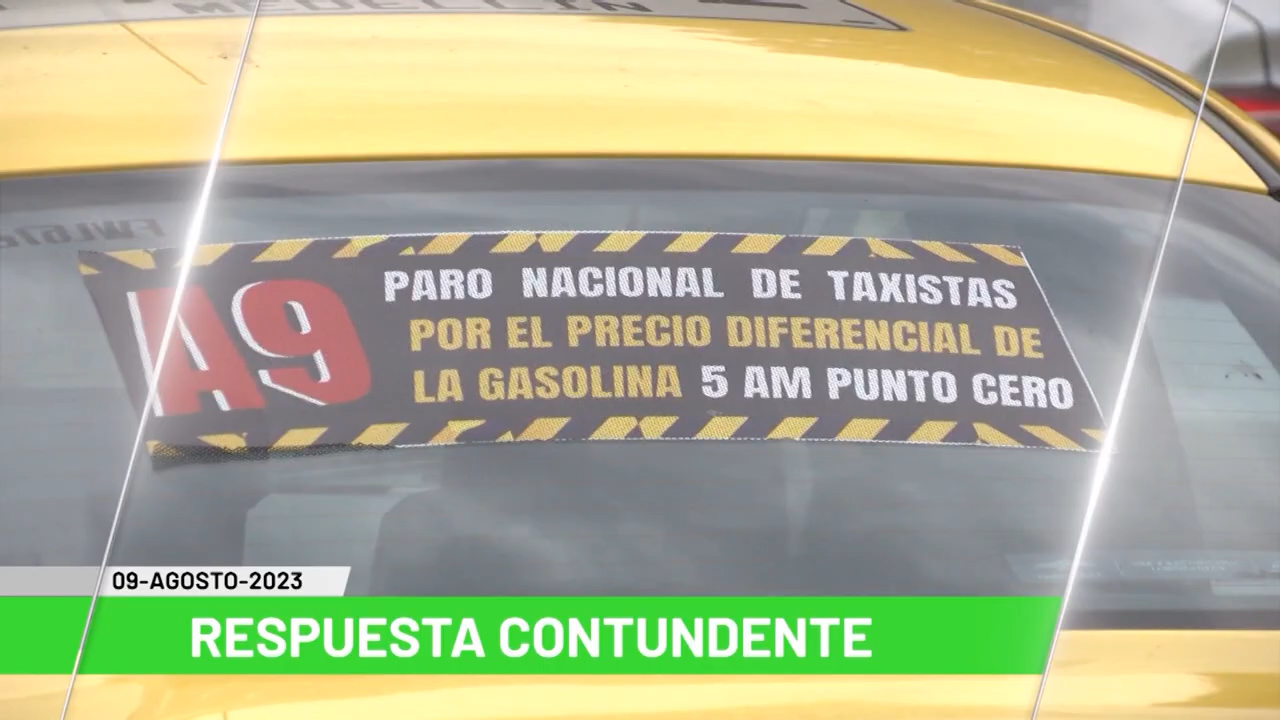 MEDELLIN
A9
PARO NACIONAL DE TAXISTAS
POR EL PRECIO DIFERENCIAL DE
LA GASOLINA 5 AM PUNTO CERO
09-AGOSTO-2023
RESPUESTA CONTUNDENTE